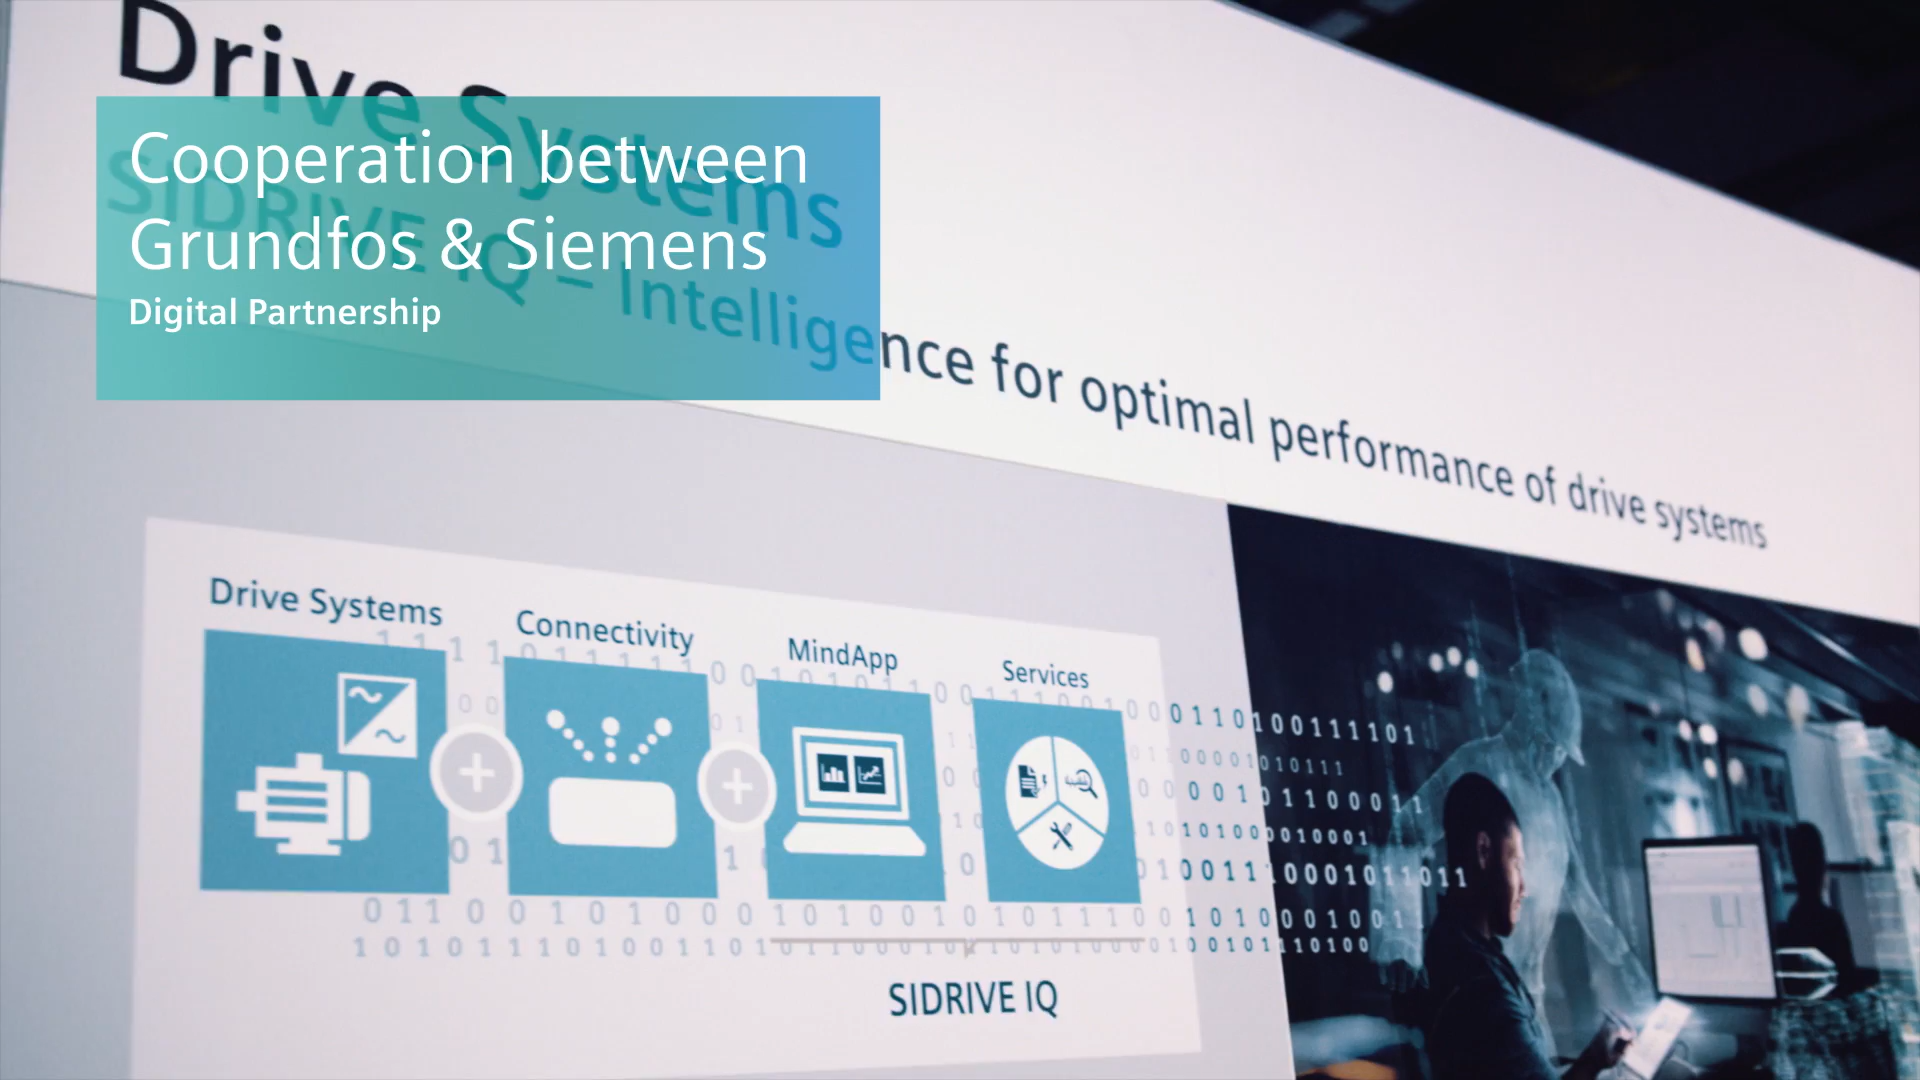 Drive Systems
Cooperation between
Grundfos & Siemens
Digital Partnership
SIDRIVE IQ – Intelligence for optimal performance of drive systems
Drive Systems
Connectivity
MindApp
Services
SIDRIVE IQ